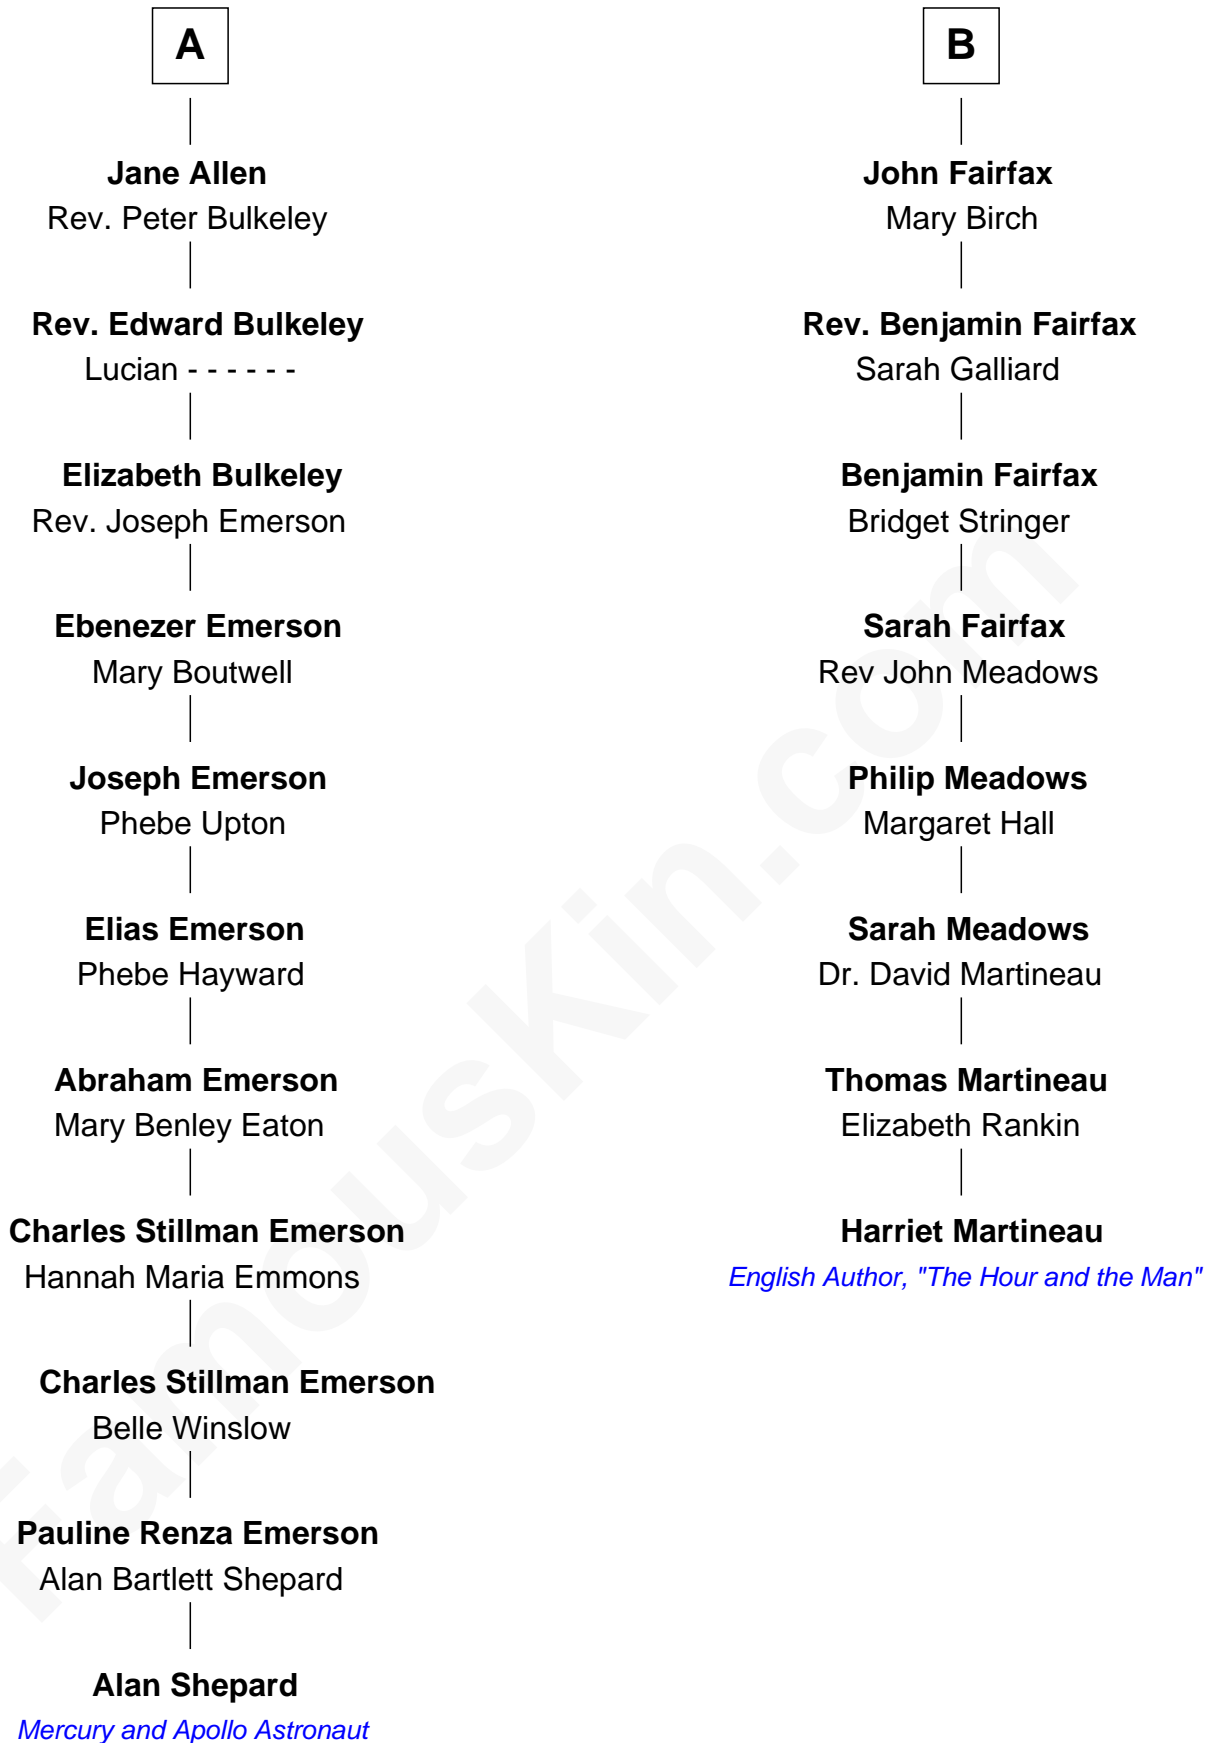 A
Jane Allen
Rev. Peter Bulkeley
Rev. Edward Bulkeley
Lucian - - - - - -
Elizabeth Bulkeley
Rev. Joseph Emerson
Ebenezer Emerson
Mary Boutwell
Joseph Emerson
Phebe Upton
Elias Emerson
Phebe Hayward
Abraham Emerson
Mary Benley Eaton
Charles Stillman Emerson
Hannah Maria Emmons
Charles Stillman Emerson
Belle Winslow
Pauline Renza Emerson
Alan Bartlett Shepard
Alan Shepard
Mercury and Apollo Astronaut
B
John Fairfax
Mary Birch
Rev. Benjamin Fairfax
Sarah Galliard
Benjamin Fairfax
Bridget Stringer
Sarah Fairfax
Rev John Meadows
Philip Meadows
Margaret Hall
Sarah Meadows
Dr. David Martineau
Thomas Martineau
Elizabeth Rankin
Harriet Martineau
English Author, "The Hour and the Man"
FamousKin.com